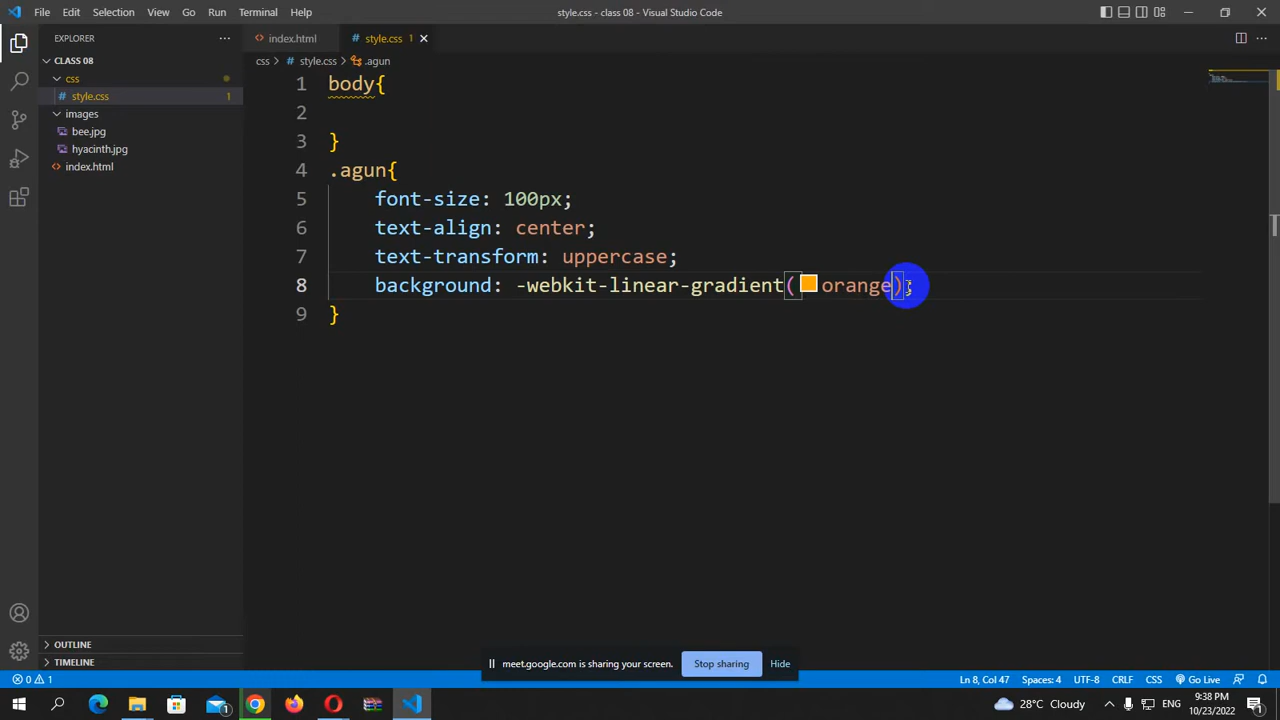 File Edit Selection View Go Run Terminal Help
style.css - class 08 - Visual Studio Code
EXPLORER
CLASS 08
css
style.css 1
images
bee.jpg
hyacinth.jpg
index.html
OUTLINE
TIMELINE
index.html
style.css 1
css > style.css > .agun
1 body{
2
3 }
4 .agun{
5 font-size: 100px;
6 text-align: center;
7 text-transform: uppercase;
8 background: -webkit-linear-gradient(orange);
9 }
meet.google.com is sharing your screen. Stop sharing Hide
0 1
Ln 8, Col 47 Spaces: 4 UTF-8 CRLF CSS Go Live
1
28°C Cloudy
ENG
9:38 PM
10/23/2022
1